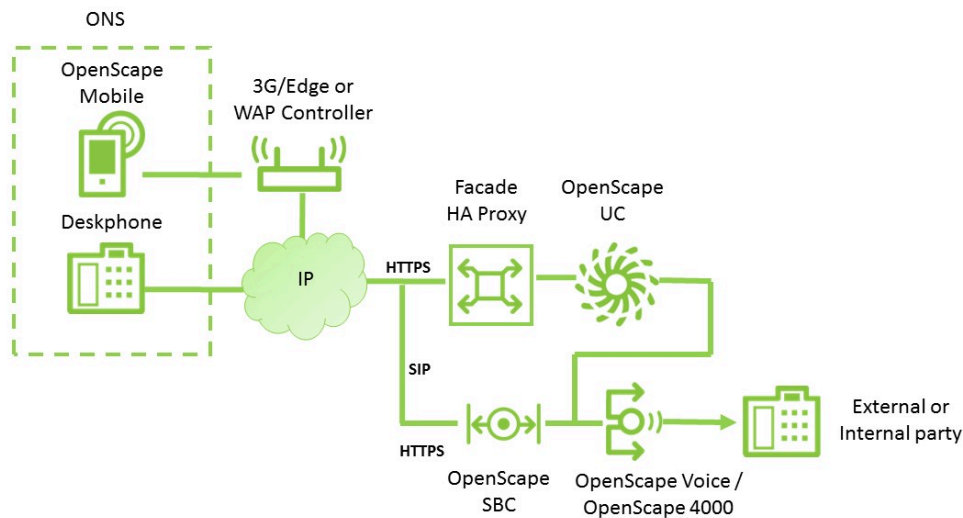 ONS
OpenScape
Mobile
3G/Edge or
WAP Controller
Deskphone
Facade
HA Proxy
OpenScape
UC
IP
HTTPS
SIP
HTTPS
OpenScape
SBC
OpenScape Voice /
OpenScape 4000
External or
Internal party